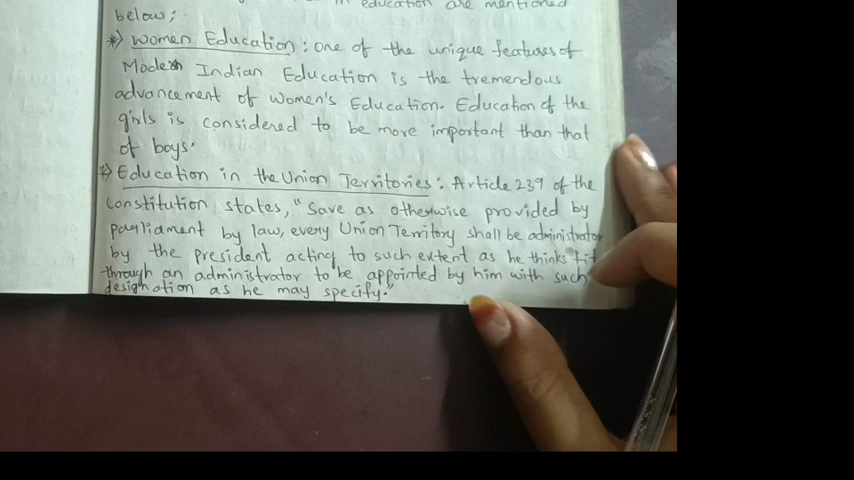 in education are mentioned
below;
*) Women Education: one of the unique features of
Modern Indian Education is the tremendous
advancement of Women's Education. Education of the
girls is considered to be more important than that
of boys.
*) Education in the Union Territories: Article 239 of the
Constitution states, "Save as otherwise provided by
parliament by law, every Union Territory shall be administrator
by the president acting to such extent as he thinks fit
through an administrator to be appointed by him with such
designation as he may specify."